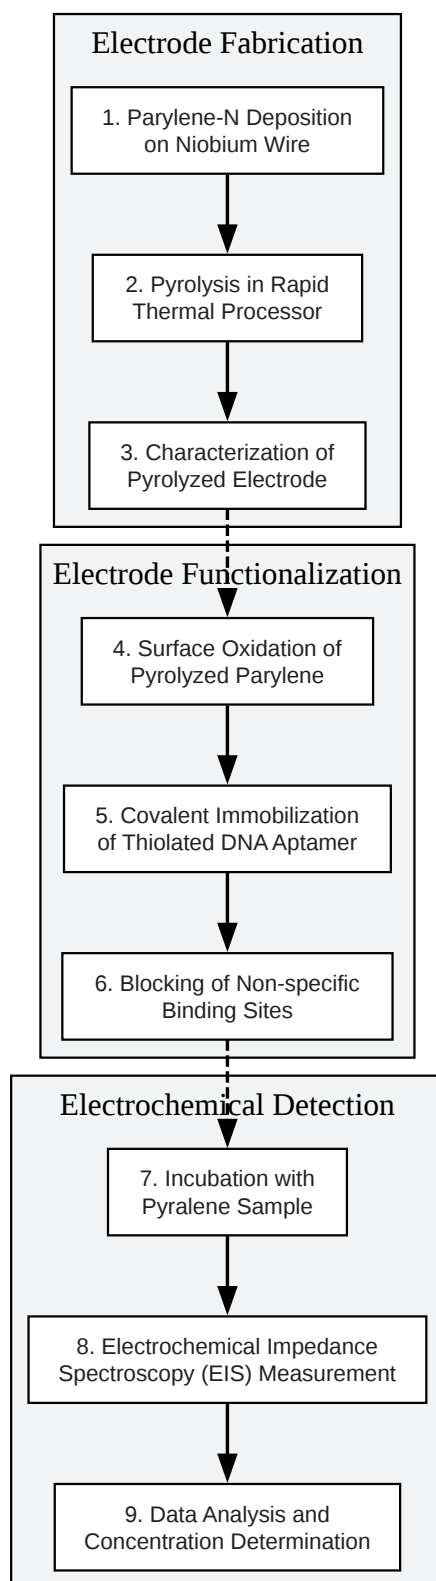 Electrode Fabrication
1. Parylene-N Deposition
on Niobium Wire
2. Pyrolysis in Rapid
Thermal Processor
3. Characterization of
Pyrolyzed Electrode
Electrode Functionalization
4. Surface Oxidation of
Pyrolyzed Parylene
5. Covalent Immobilization
of Thiolated DNA Aptamer
6. Blocking of Non-specific
Binding Sites
Electrochemical Detection
7. Incubation with
Pyralene Sample
8. Electrochemical Impedance
Spectroscopy (EIS) Measurement
9. Data Analysis and
Concentration Determination